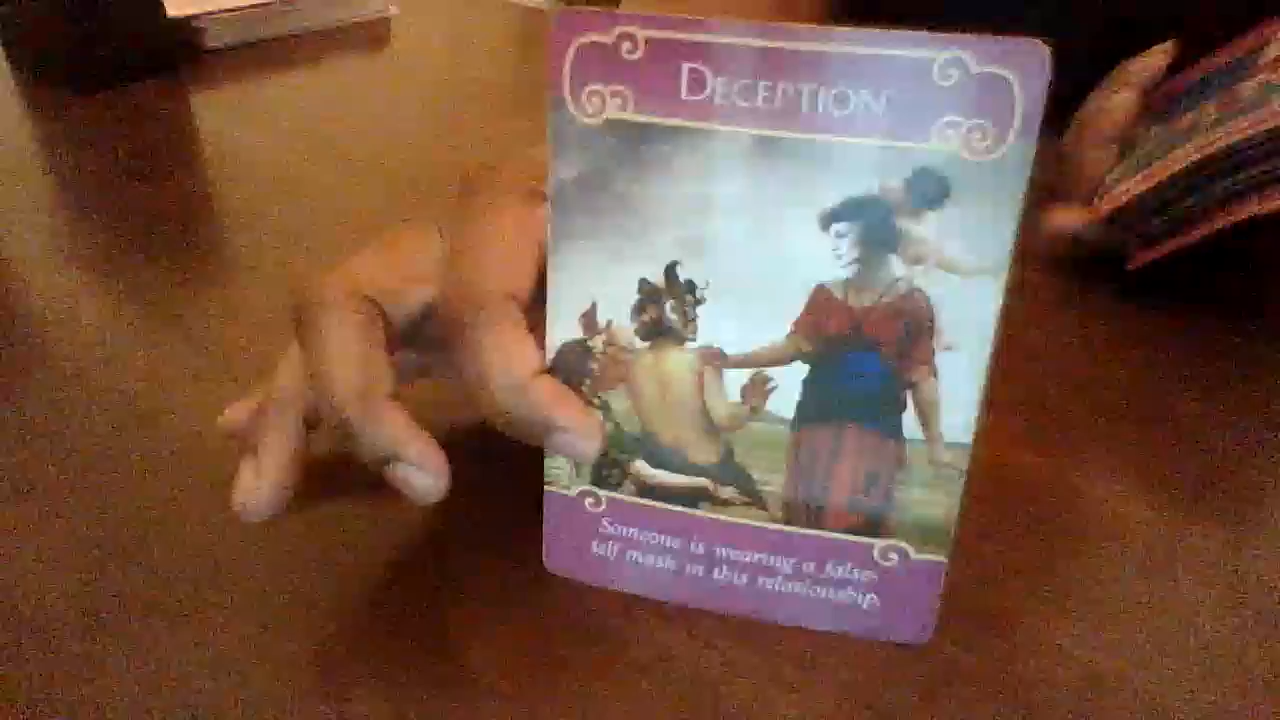 DECEPTION
Someone is wearing a false-
self mask in this relationship.